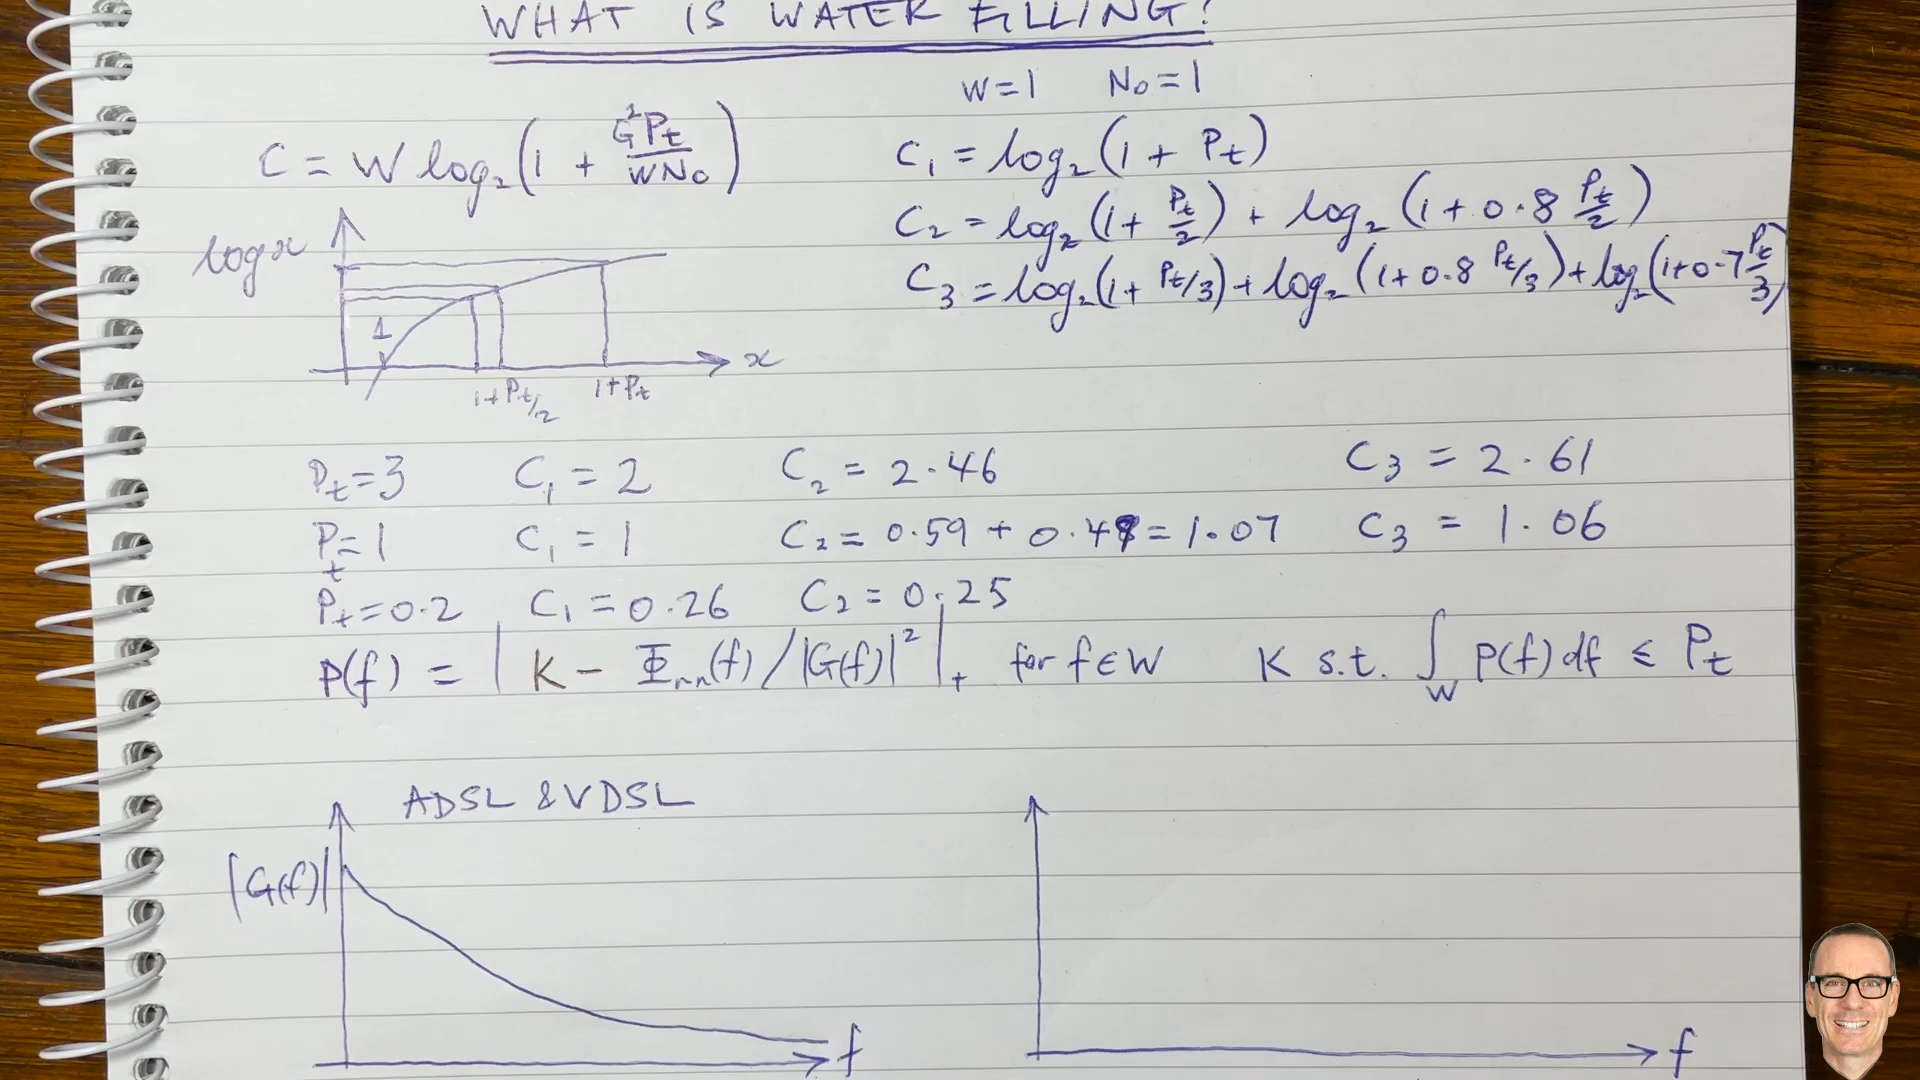 WHAT IS WATER FILLING?
W=1 N₀=1
C = W log₂(1 + G²Pt/WN₀)
C₁ = log₂(1 + Pt)
C₂ = log₂(1 + Pt/2) + log₂(1 + 0.8 Pt/2)
C₃ = log₂(1 + Pt/3) + log₂(1 + 0.8 Pt/3) + log₂(1 + 0.7 Pt/3)
log x
1
x
1+Pt/2
1+Pt
Pt=3 C₁ = 2 C₂ = 2.46 C₃ = 2.61
Pt=1 C₁ = 1 C₂ = 0.59 + 0.48 = 1.07 C₃ = 1.06
Pt=0.2 C₁ = 0.26 C₂ = 0.25
P(f) = | K - Φnn(f) / |G(f)|² |₊ for f ∈ W K s.t. ∫W P(f) df ≤ Pt
ADSL & VDSL
|G(f)|
f
f